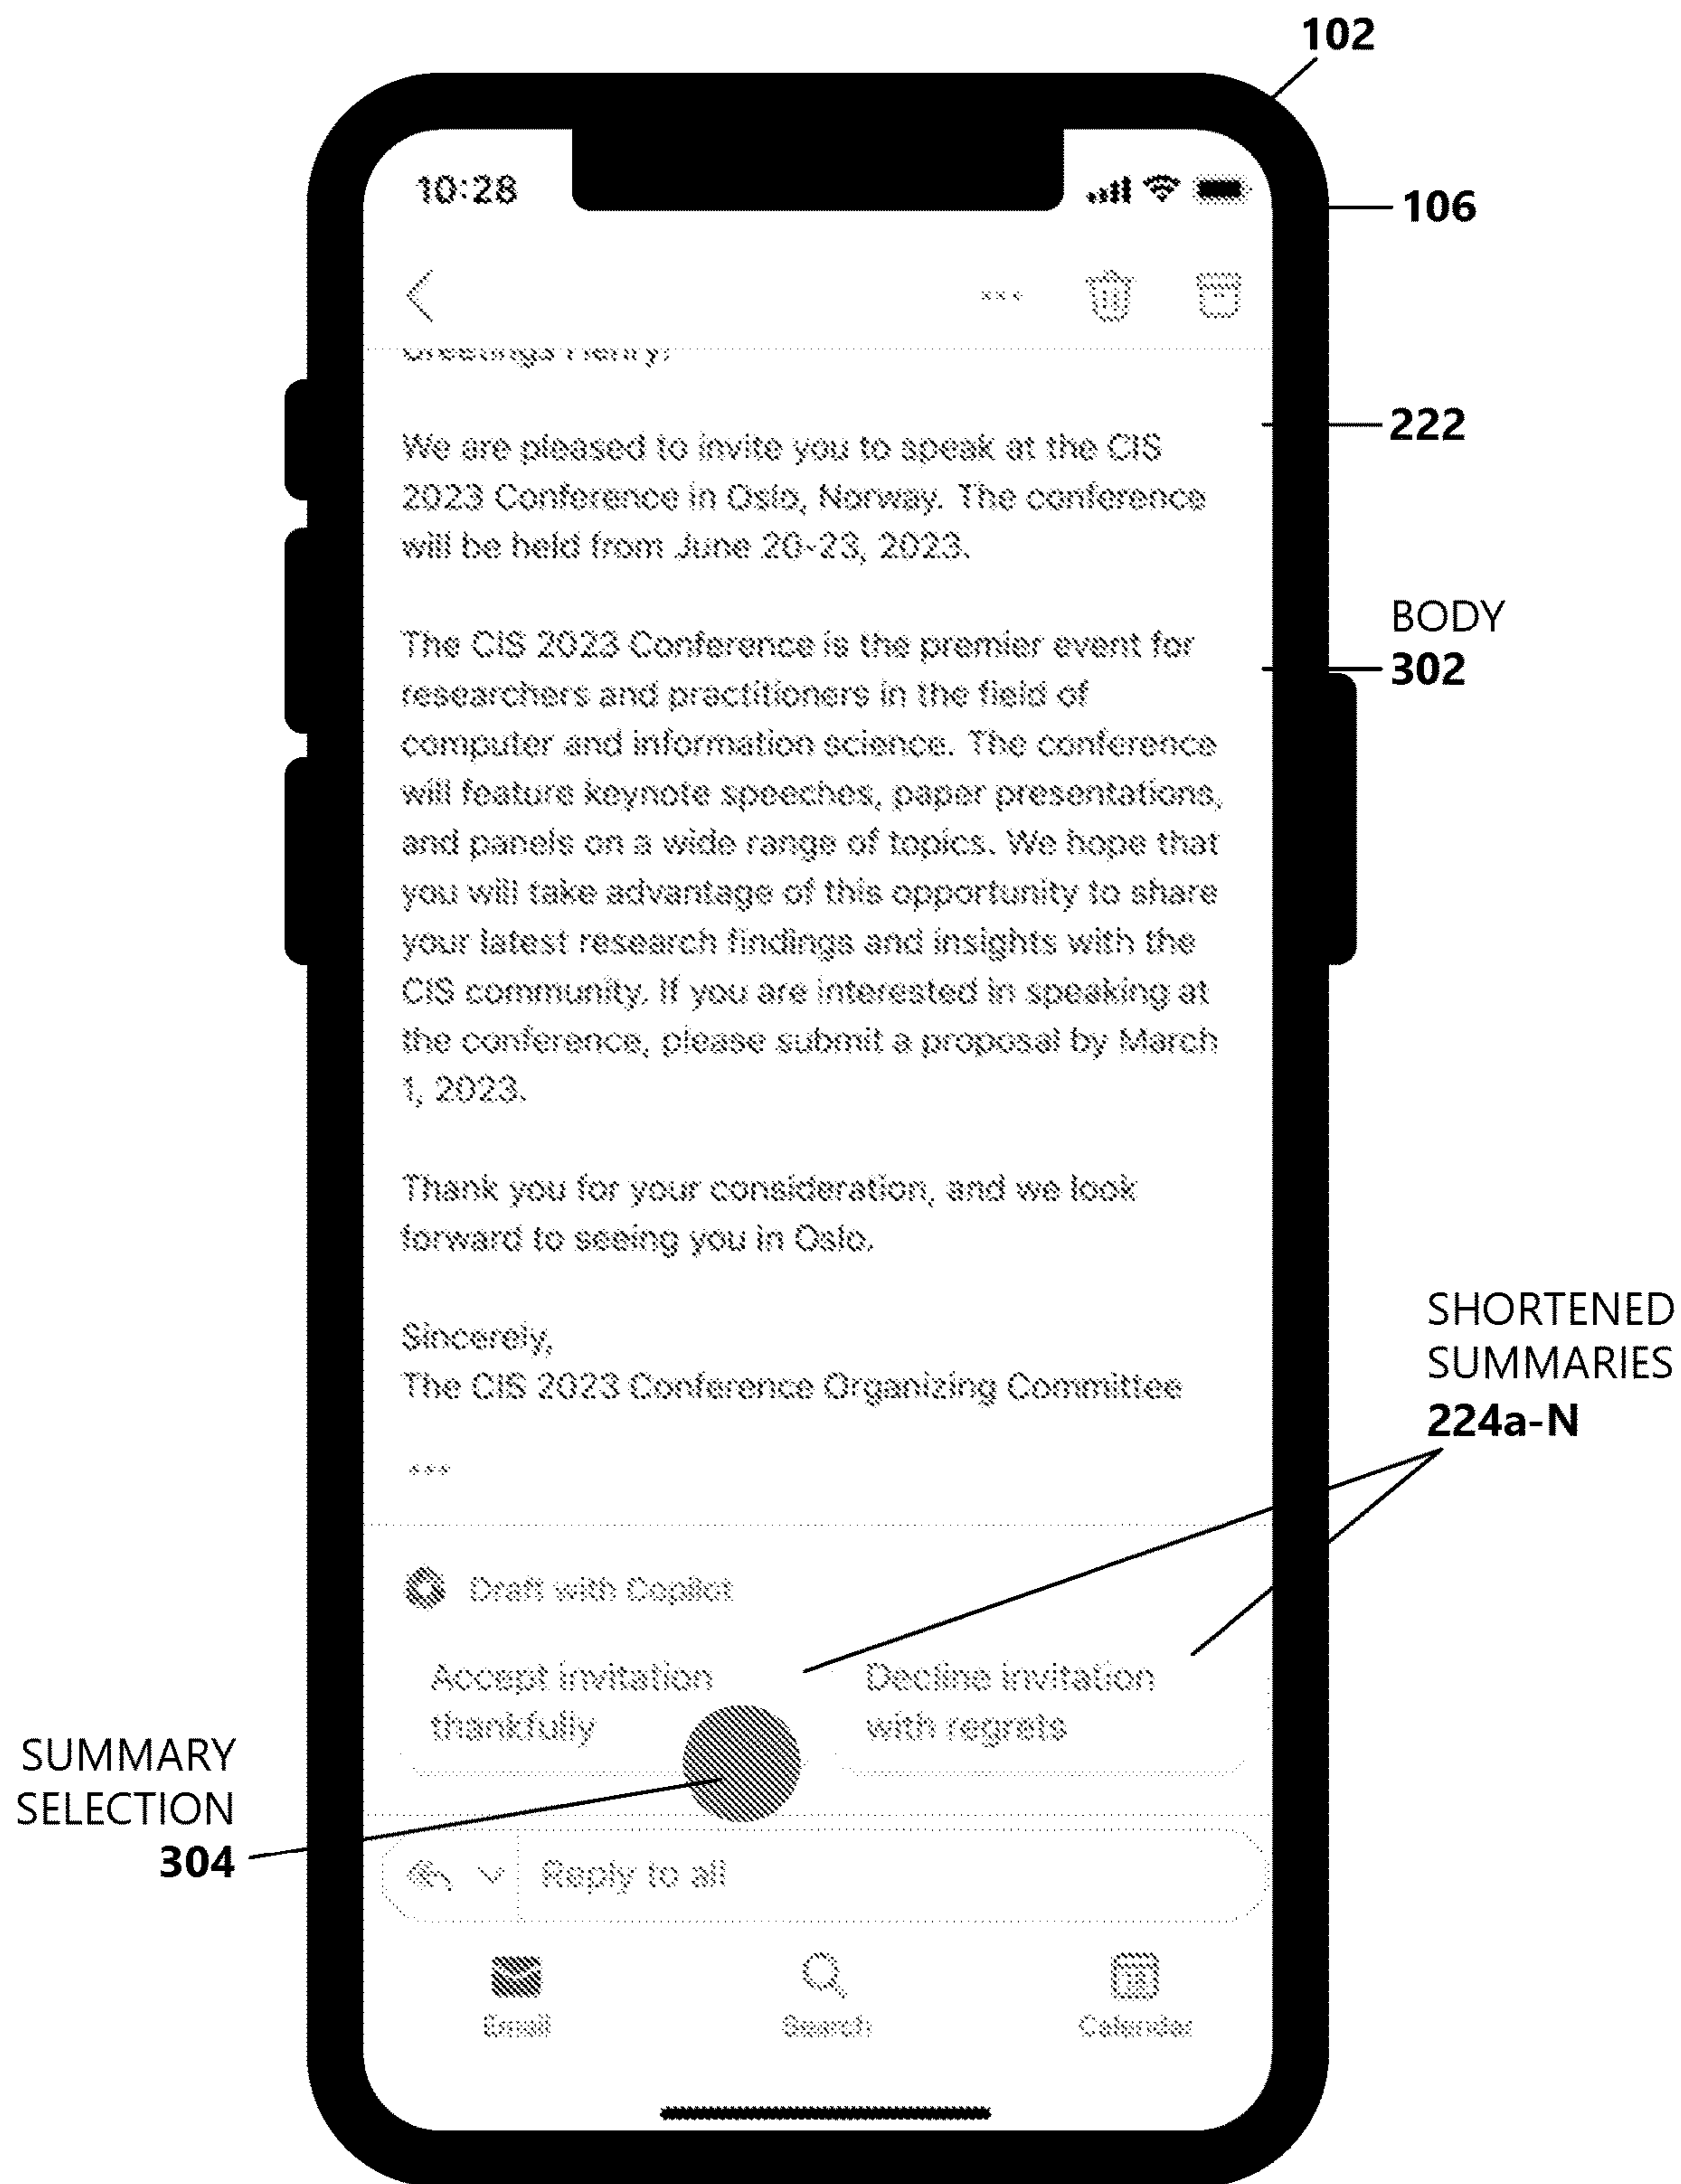 102
10:28
106
Greetings Henry,
222
We are pleased to invite you to speak at the CIS
2023 Conference in Oslo, Norway. The conference
will be held from June 20-23, 2023.
BODY
302
The CIS 2023 Conference is the premier event for
researchers and practitioners in the field of
computer and information science. The conference
will feature keynote speeches, paper presentations,
and panels on a wide range of topics. We hope that
you will take advantage of this opportunity to share
your latest research findings and insights with the
CIS community. If you are interested in speaking at
the conference, please submit a proposal by March
1, 2023.
Thank you for your consideration, and we look
forward to seeing you in Oslo.
Sincerely,
The CIS 2023 Conference Organizing Committee
SHORTENED
SUMMARIES
224a-N
Draft with Copilot
Accept invitation
thankfully
Decline invitation
with regrets
SUMMARY
SELECTION
304
Reply to all
Email
Search
Calendar